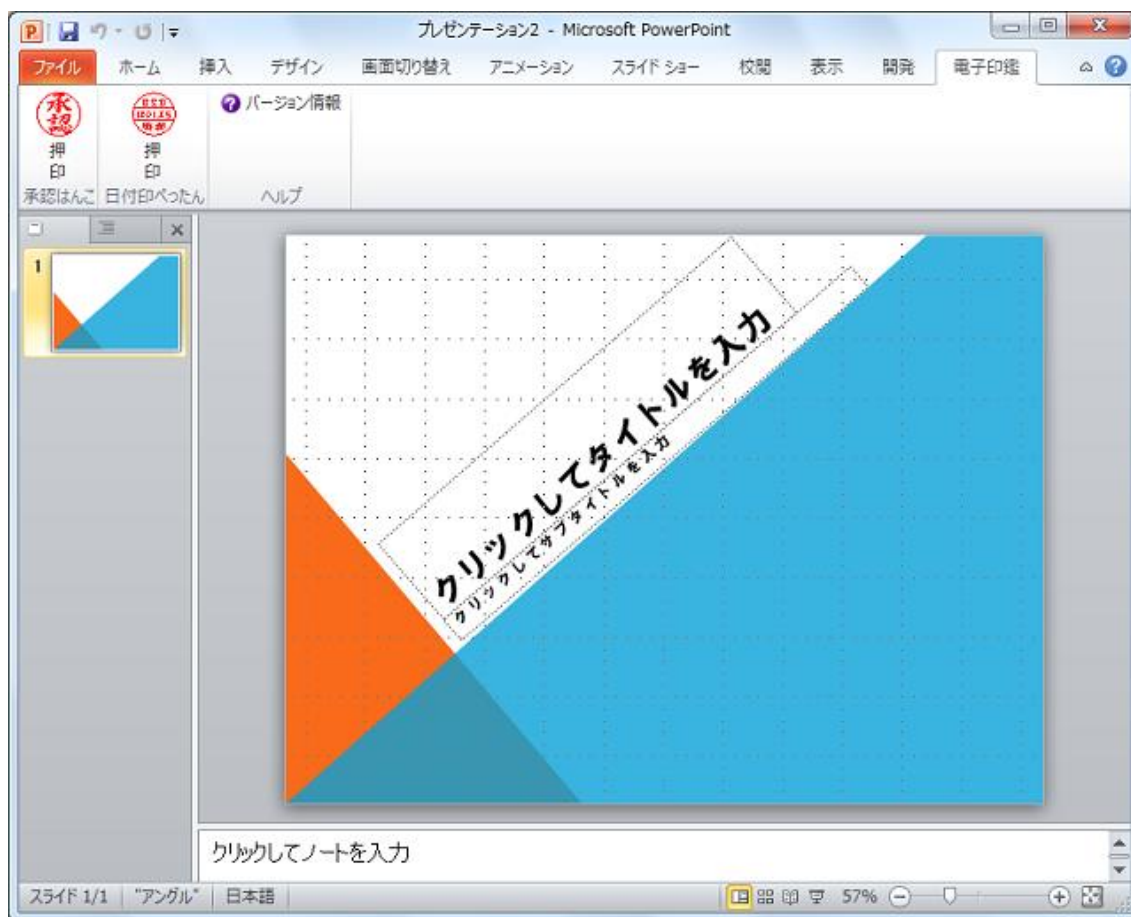 プレゼンテーション2 - Microsoft PowerPoint
ファイル ホーム 挿入 デザイン 画面切り替え アニメーション スライド ショー 校閲 表示 開発 電子印鑑
承認
押
印
承認はんこ
押
印
日付印ぺったん
バージョン情報
ヘルプ
1
クリックしてタイトルを入力
クリックしてサブタイトルを入力
クリックしてノートを入力
スライド 1/1 "アングル" 日本語 57%